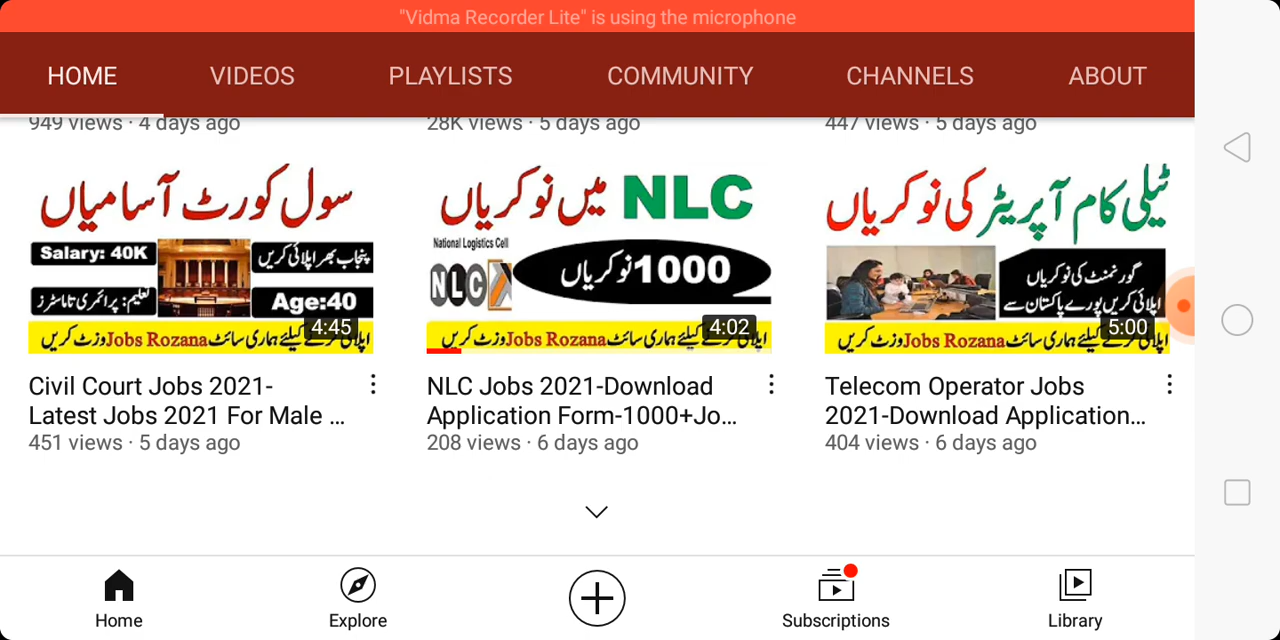 "Vidma Recorder Lite" is using the microphone
HOME VIDEOS PLAYLISTS COMMUNITY CHANNELS ABOUT
949 views · 4 days ago
28K views · 5 days ago
447 views · 5 days ago
سول کورٹ آسامیاں
Salary: 40K
پنجاب بھر اپلائی کریں
تعلیم: پرائمری تا ماسٹرز
Age:40
اپلائی کرنے کیلئے ہماری سائٹ Jobs Rozana وزٹ کریں
4:45
Civil Court Jobs 2021-
Latest Jobs 2021 For Male ...
451 views · 5 days ago
NLC میں نوکریاں
National Logistics Cell
NLC
1000 نوکریاں
اپلائی کرنے کیلئے ہماری سائٹ Jobs Rozana وزٹ کریں
4:02
NLC Jobs 2021-Download
Application Form-1000+Jo...
208 views · 6 days ago
ٹیلی کام آپریٹر کی نوکریاں
گورنمنٹ کی نوکریاں
اپلائی کریں پورے پاکستان سے
اپلائی کرنے کیلئے ہماری سائٹ Jobs Rozana وزٹ کریں
5:00
Telecom Operator Jobs
2021-Download Application...
404 views · 6 days ago
Home Explore Subscriptions Library